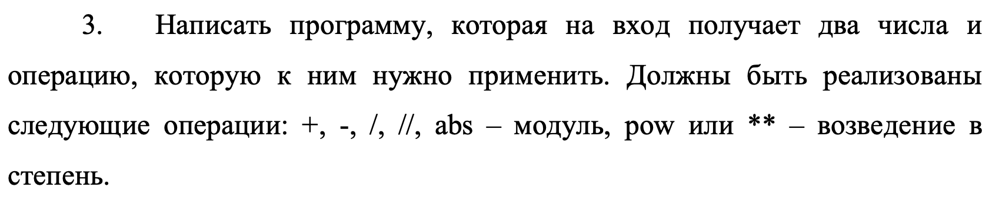 3. Написать программу, которая на вход получает два числа и
операцию, которую к ним нужно применить. Должны быть реализованы
следующие операции: +, -, /, //, abs – модуль, pow или ** – возведение в
степень.